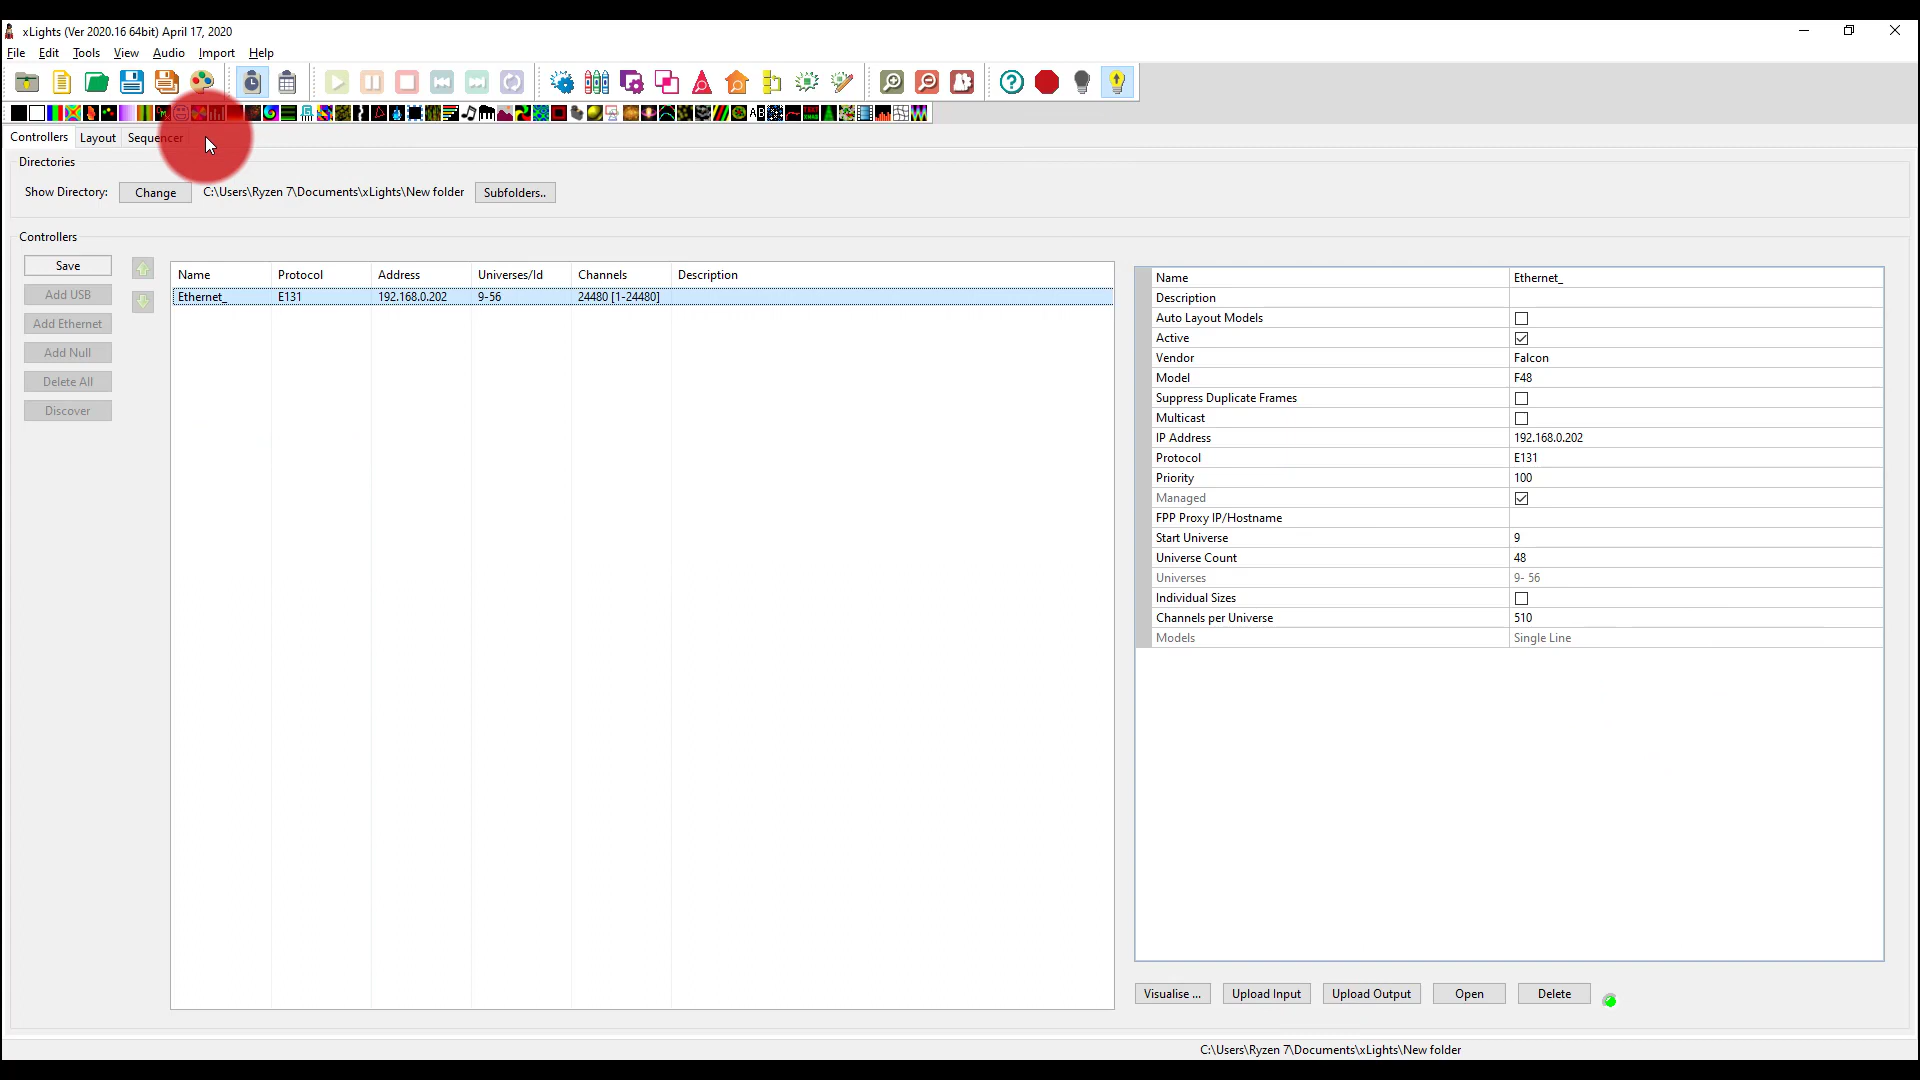 xLights (Ver 2020.16 64bit) April 17, 2020
File Edit Tools View Audio Import Help
Controllers Layout Sequencer
Directories
Show Directory: Change C:\Users\Ryzen 7\Documents\xLights\New folder Subfolders..
Controllers
Save
Add USB
Add Ethernet
Add Null
Delete All
Discover
Name Protocol Address Universes/Id Channels Description
Ethernet_ E131 192.168.0.202 9-56 24480 [1-24480]
Name Ethernet_
Description
Auto Layout Models
Active
Vendor Falcon
Model F48
Suppress Duplicate Frames
Multicast
IP Address 192.168.0.202
Protocol E131
Priority 100
Managed
FPP Proxy IP/Hostname
Start Universe 9
Universe Count 48
Universes 9- 56
Individual Sizes
Channels per Universe 510
Models Single Line
Visualise ... Upload Input Upload Output Open Delete
C:\Users\Ryzen 7\Documents\xLights\New folder